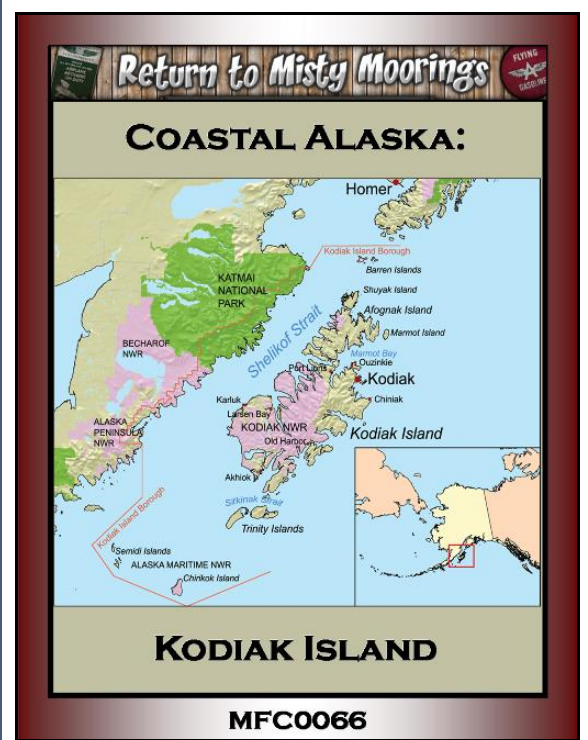 Return to Misty Moorings
FLYING
GASOLINE
COASTAL ALASKA:
Homer
Kodiak Island Borough
Barren Islands
KATMAI
NATIONAL
PARK
Shuyak Island
Afognak Island
Shelikof Strait
Marmot Island
BECHAROF
NWR
Marmot Bay
Ouzinkie
Port Lions
Kodiak
Karluk
Chiniak
Larsen Bay
ALASKA
PENINSULA
NWR
KODIAK NWR
Kodiak Island
Old Harbor
Akhiok
Sitkinak Strait
Kodiak Island Borough
Trinity Islands
Semidi Islands
ALASKA MARITIME NWR
Chirikok Island
KODIAK ISLAND
MFC0066